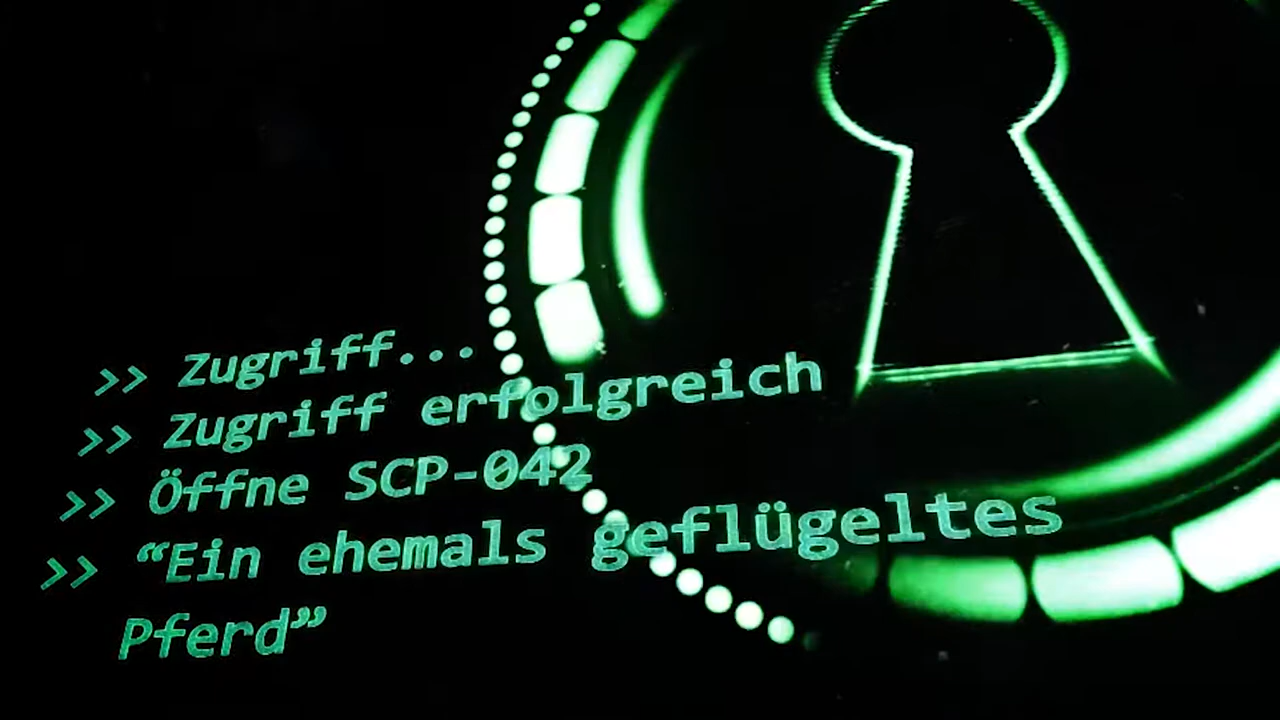 >> Zugriff...
>> Zugriff erfolgreich
>> Öffne SCP-042
>> “Ein ehemals geflügeltes
Pferd”